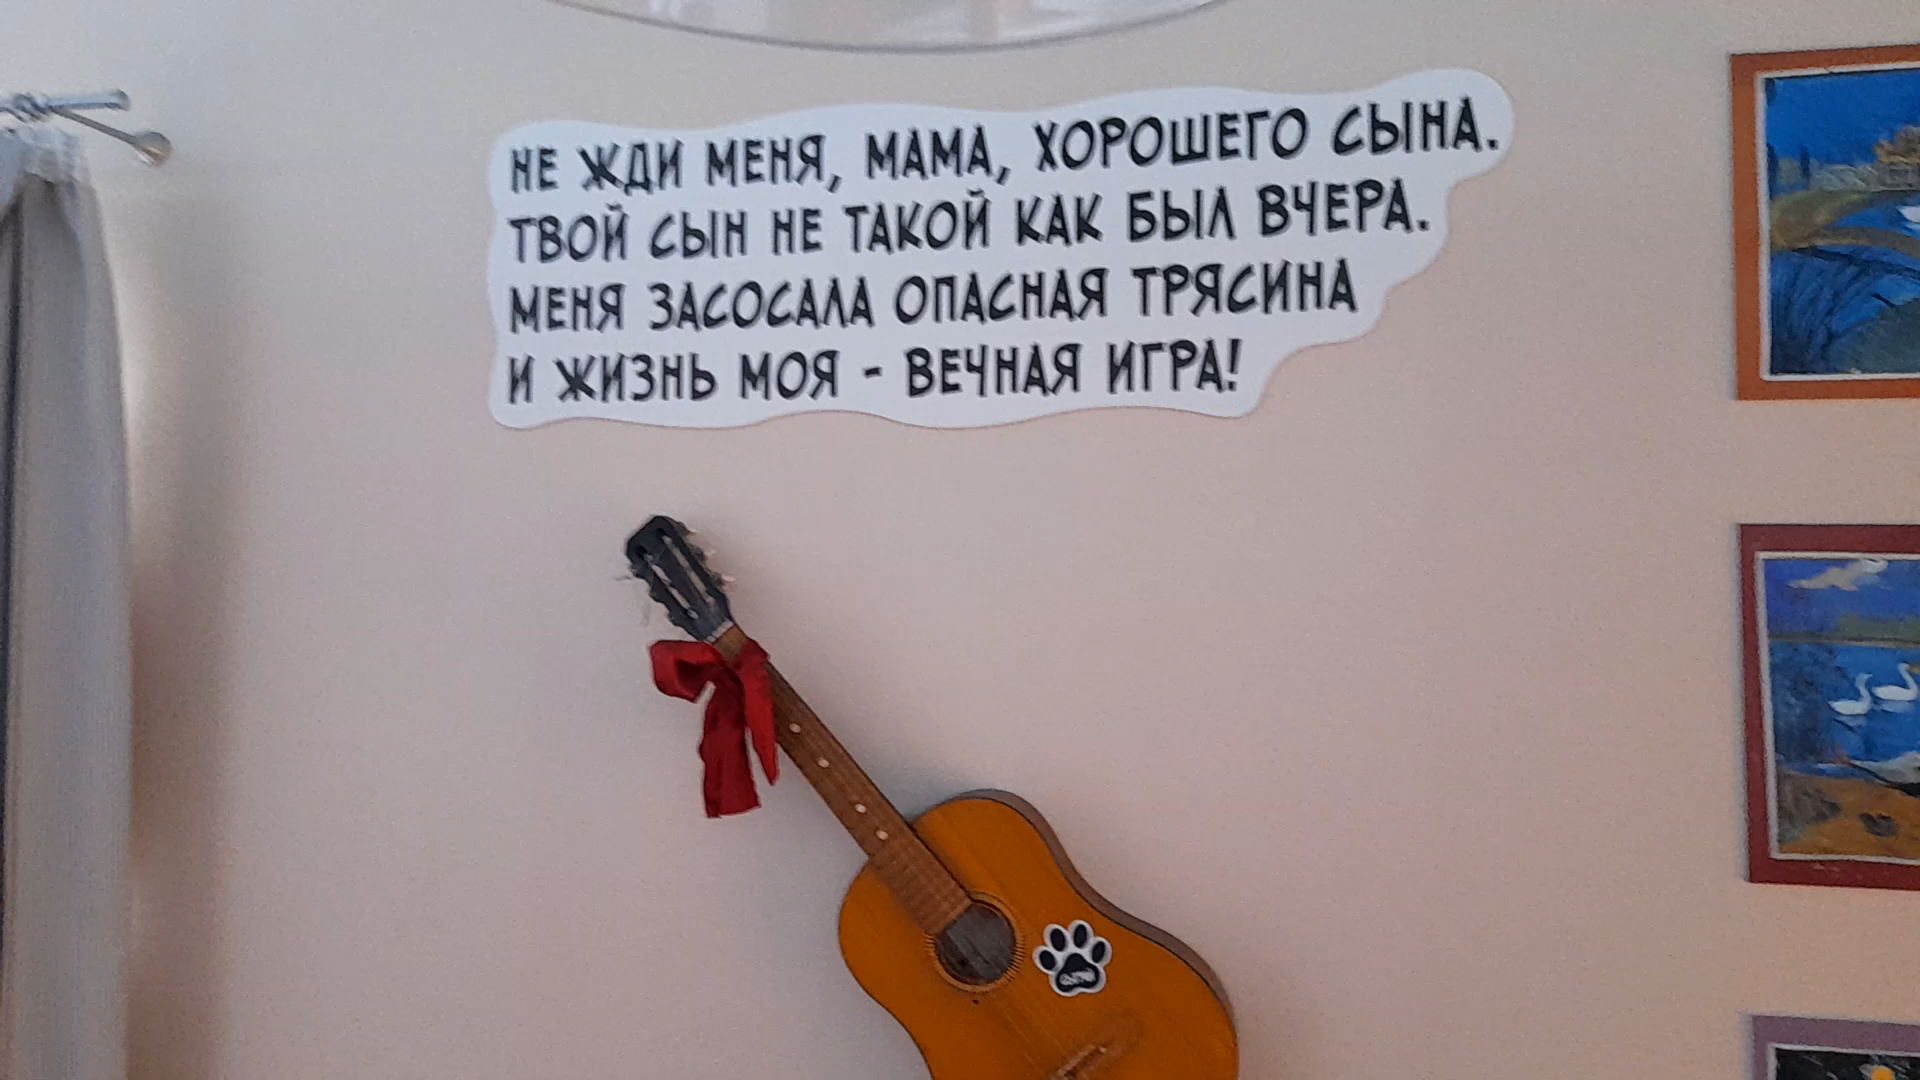 НЕ ЖДИ МЕНЯ, МАМА, ХОРОШЕГО СЫНА.
ТВОЙ СЫН НЕ ТАКОЙ КАК БЫЛ ВЧЕРА.
МЕНЯ ЗАСОСАЛА ОПАСНАЯ ТРЯСИНА
И ЖИЗНЬ МОЯ - ВЕЧНАЯ ИГРА!